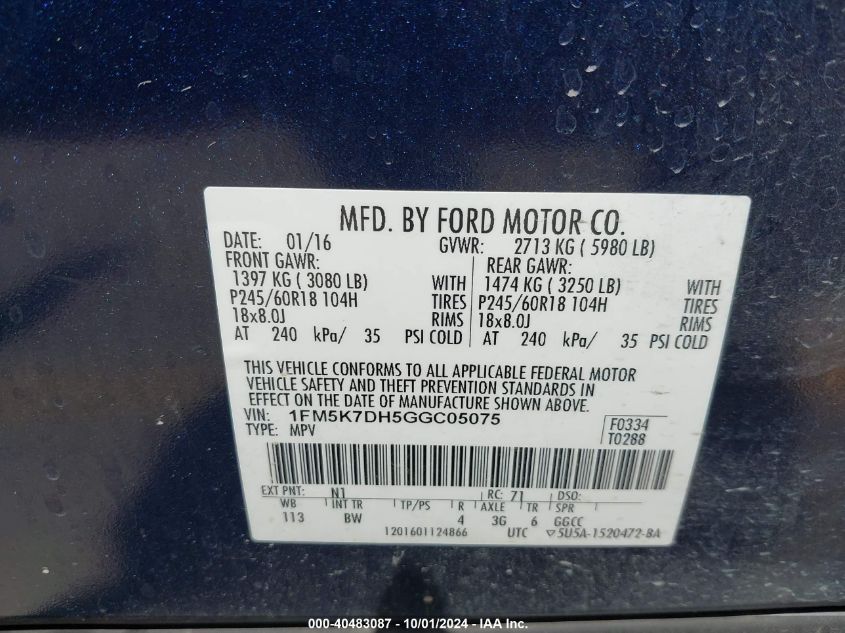 MFD. BY FORD MOTOR CO.
DATE: 01/16 GVWR: 2713 KG ( 5980 LB)
FRONT GAWR: REAR GAWR:
1397 KG ( 3080 LB) WITH 1474 KG ( 3250 LB) WITH
P245/60R18 104H TIRES P245/60R18 104H TIRES
18x8.0J RIMS 18x8.0J RIMS
AT 240 kPa/ 35 PSI COLD AT 240 kPa/ 35 PSI COLD
THIS VEHICLE CONFORMS TO ALL APPLICABLE FEDERAL MOTOR
VEHICLE SAFETY AND THEFT PREVENTION STANDARDS IN
EFFECT ON THE DATE OF MANUFACTURE SHOWN ABOVE.
VIN: 1FM5K7DH5GGC05075 F0334
TYPE: MPV T0288
EXT PNT: N1 RC: 71 DSO:
WB INT TR TP/PS R AXLE TR SPR
113 BW 4 3G 6 GGCC
1201601124866 UTC ▽5U5A-1520472-BA
000-40483087 - 10/01/2024 - IAA Inc.